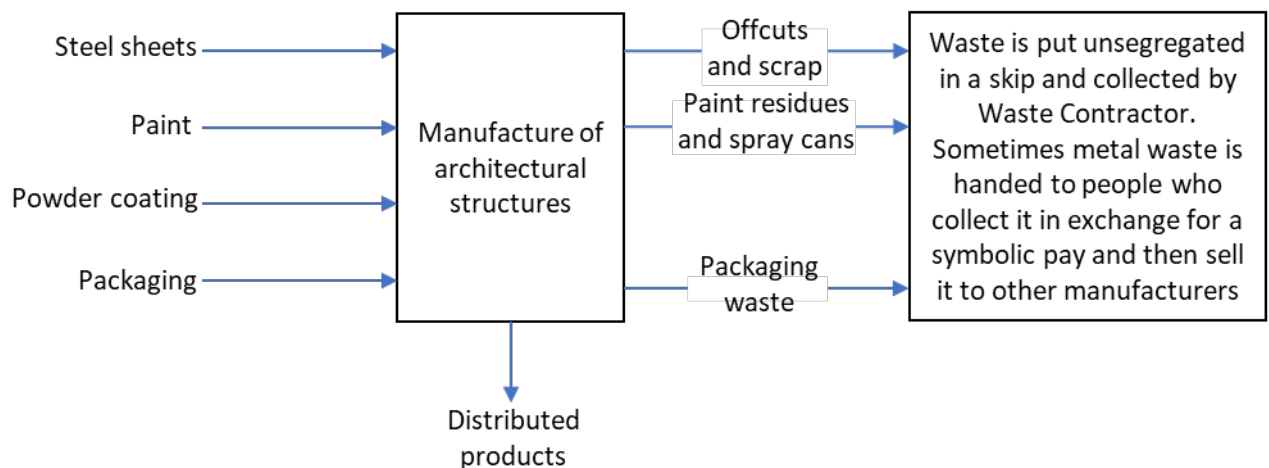 Steel sheets
Paint
Powder coating
Packaging
Manufacture of
architectural
structures
Offcuts
and scrap
Paint residues
and spray cans
Packaging
waste
Waste is put unsegregated
in a skip and collected by
Waste Contractor.
Sometimes metal waste is
handed to people who
collect it in exchange for a
symbolic pay and then sell
it to other manufacturers
Distributed
products